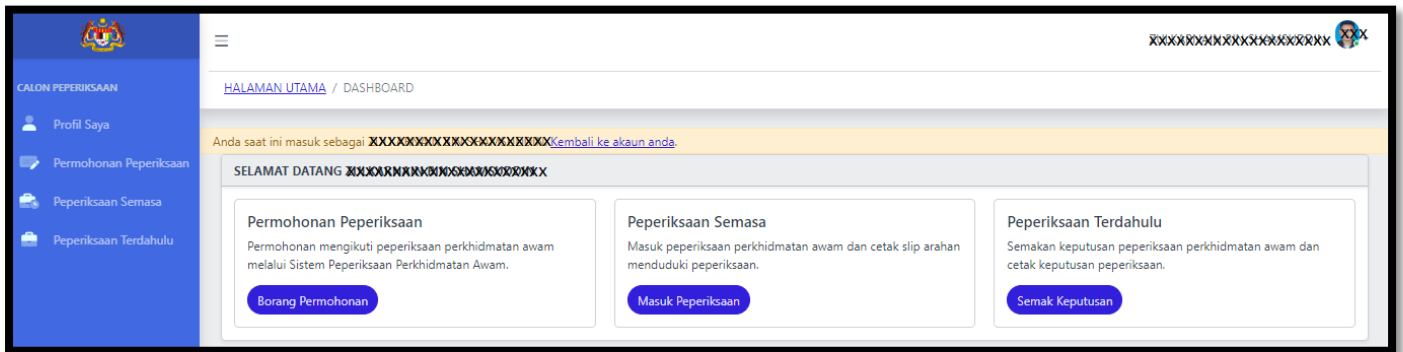 CALON PEPERIKSAAN
Profil Saya
Permohonan Peperiksaan
Peperiksaan Semasa
Peperiksaan Terdahulu
HALAMAN UTAMA / DASHBOARD
Anda saat ini masuk sebagai Kembali ke akaun anda.
SELAMAT DATANG
Permohonan Peperiksaan
Permohonan mengikuti peperiksaan perkhidmatan awam
melalui Sistem Peperiksaan Perkhidmatan Awam.
Borang Permohonan
Peperiksaan Semasa
Masuk peperiksaan perkhidmatan awam dan cetak slip arahan
menduduki peperiksaan.
Masuk Peperiksaan
Peperiksaan Terdahulu
Semakan keputusan peperiksaan perkhidmatan awam dan
cetak keputusan peperiksaan.
Semak Keputusan